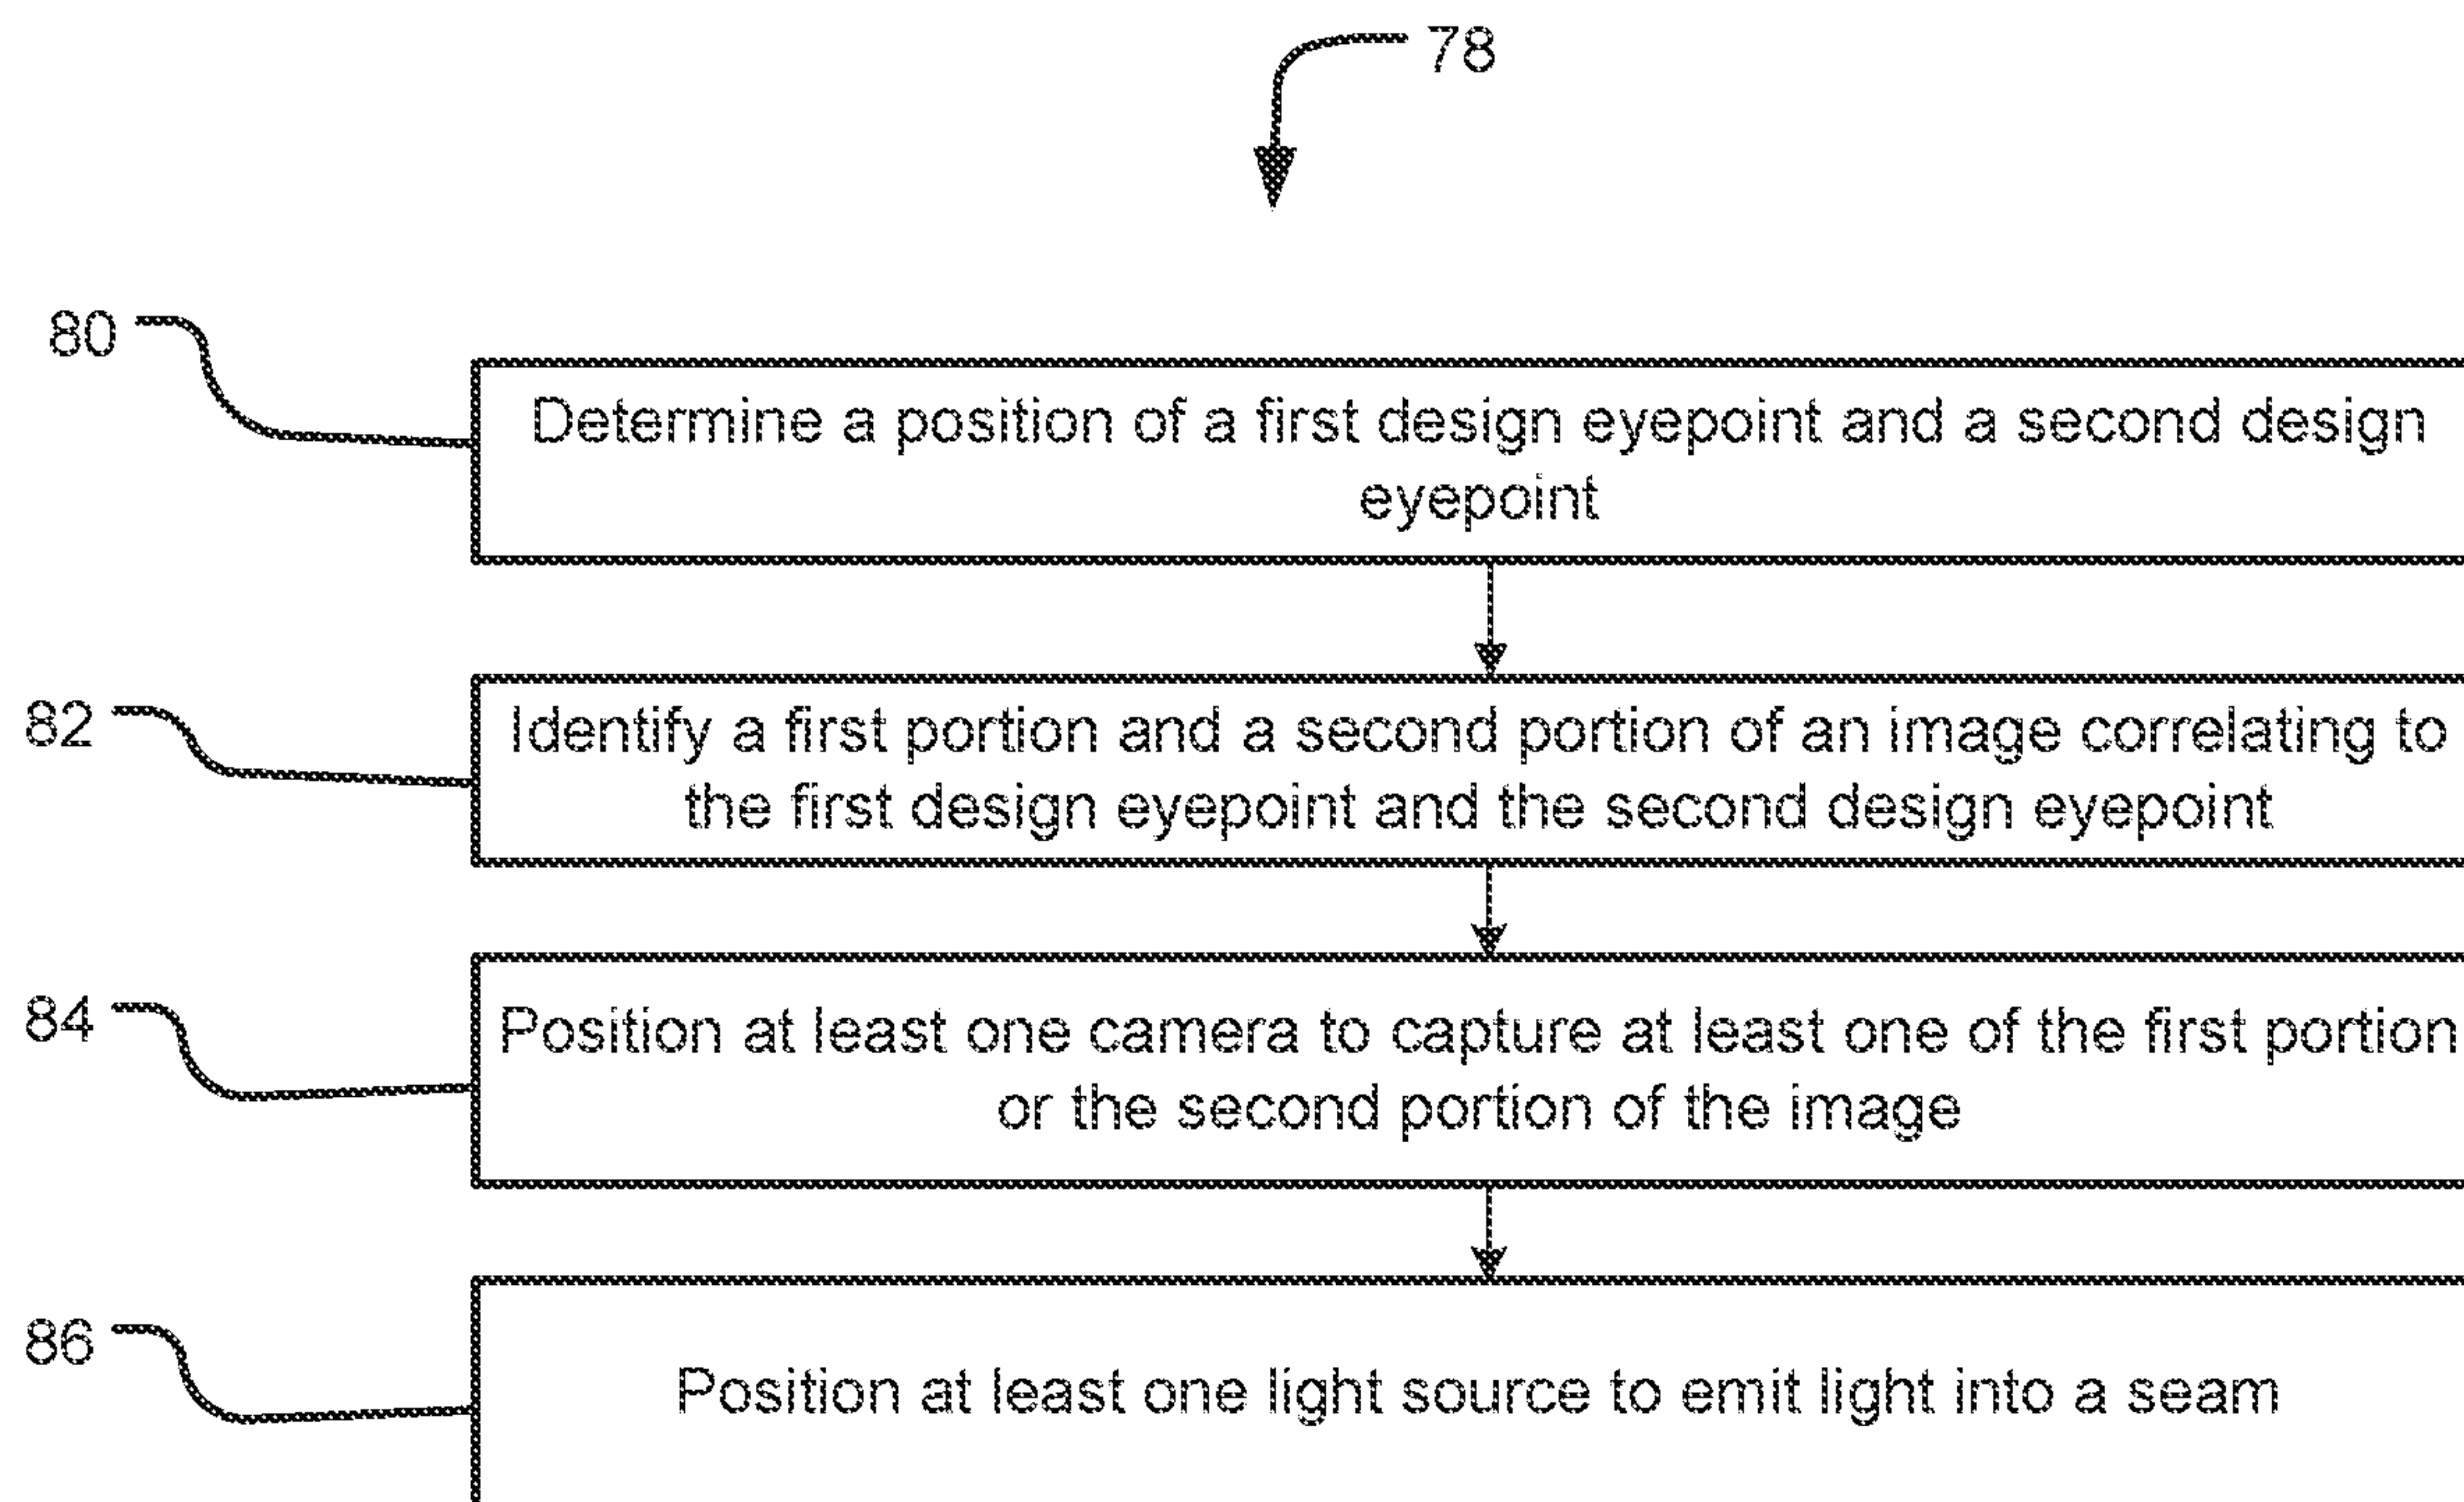 78
80
Determine a position of a first design eyepoint and a second design
eyepoint
82
Identify a first portion and a second portion of an image correlating to
the first design eyepoint and the second design eyepoint
84
Position at least one camera to capture at least one of the first portion
or the second portion of the image
86
Position at least one light source to emit light into a seam